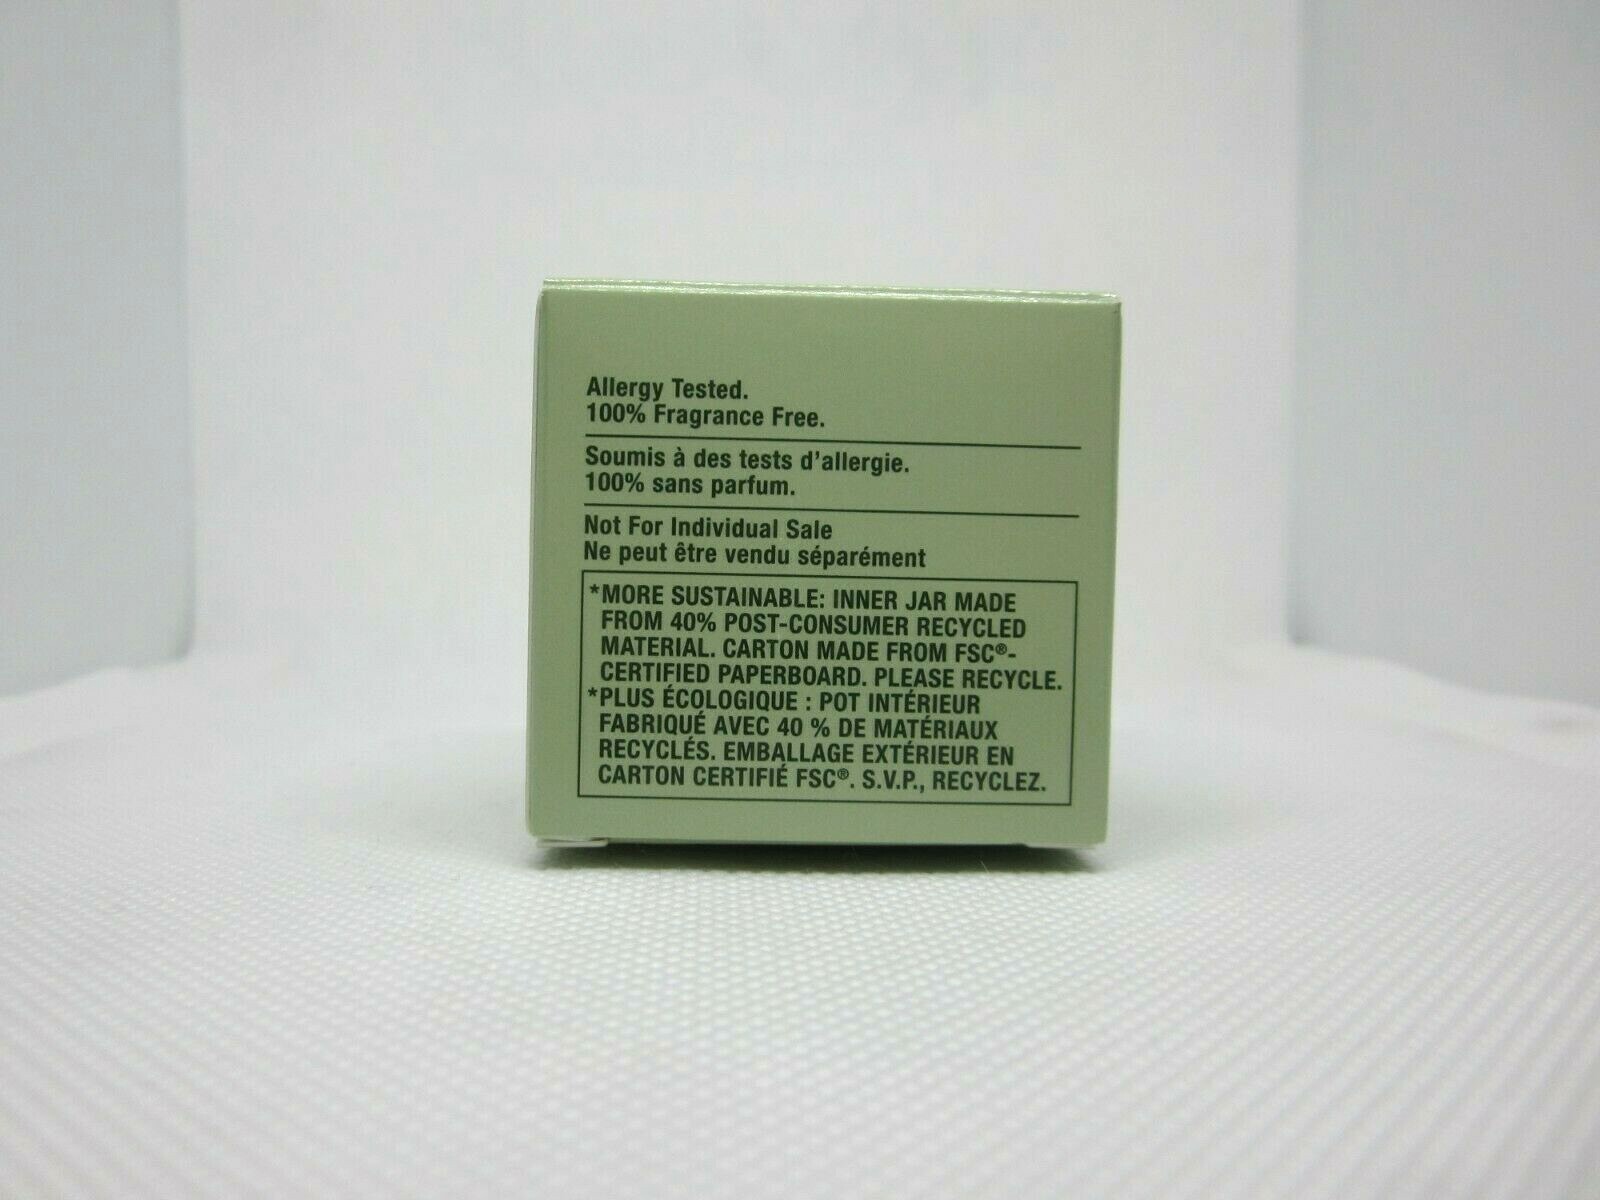 Allergy Tested.
100% Fragrance Free.
Soumis à des tests d'allergie.
100% sans parfum.
Not For Individual Sale
Ne peut être vendu séparément
*MORE SUSTAINABLE: INNER JAR MADE
FROM 40% POST-CONSUMER RECYCLED
MATERIAL. CARTON MADE FROM FSC®-
CERTIFIED PAPERBOARD. PLEASE RECYCLE.
*PLUS ÉCOLOGIQUE : POT INTÉRIEUR
FABRIQUÉ AVEC 40 % DE MATÉRIAUX
RECYCLÉS. EMBALLAGE EXTÉRIEUR EN
CARTON CERTIFIÉ FSC®. S.V.P., RECYCLEZ.